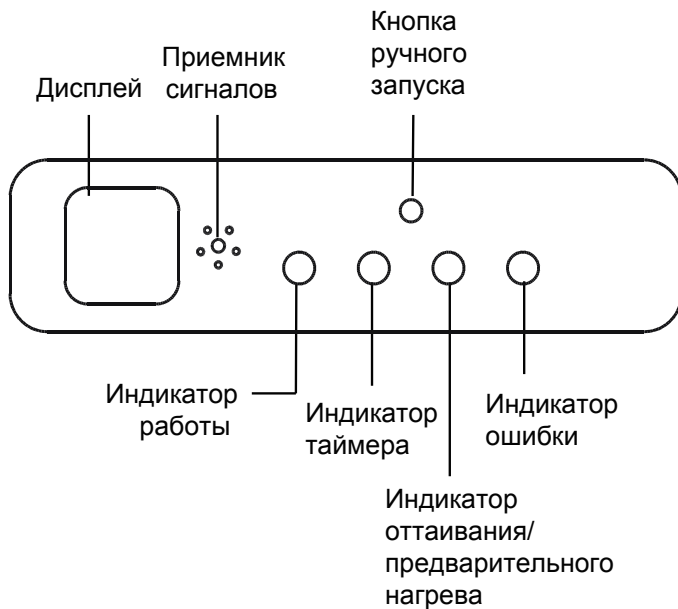 Дисплей
Приемник
сигналов
Кнопка
ручного
запуска
Индикатор
работы
Индикатор
таймера
Индикатор
оттаивания/
предварительного
нагрева
Индикатор
ошибки